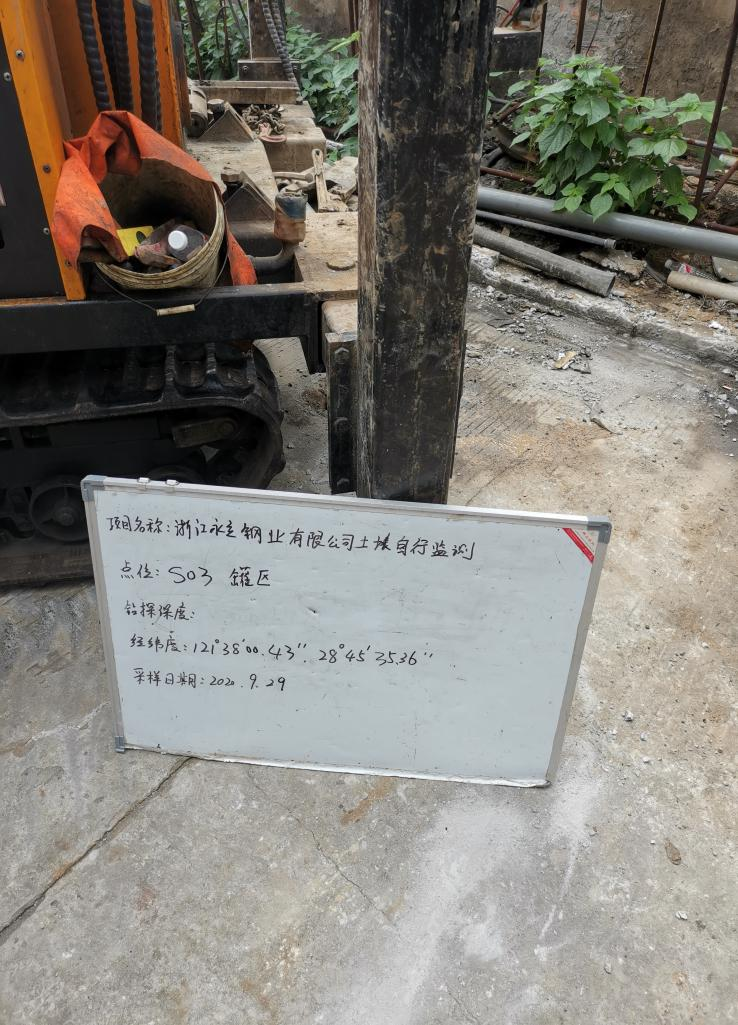 项目名称:浙江永立钢业有限公司土壤自行监测
点位:S03 罐区
钻探深度:
经纬度:121°38'00.43'', 28°45'35.36''
采样日期:2020.9.29